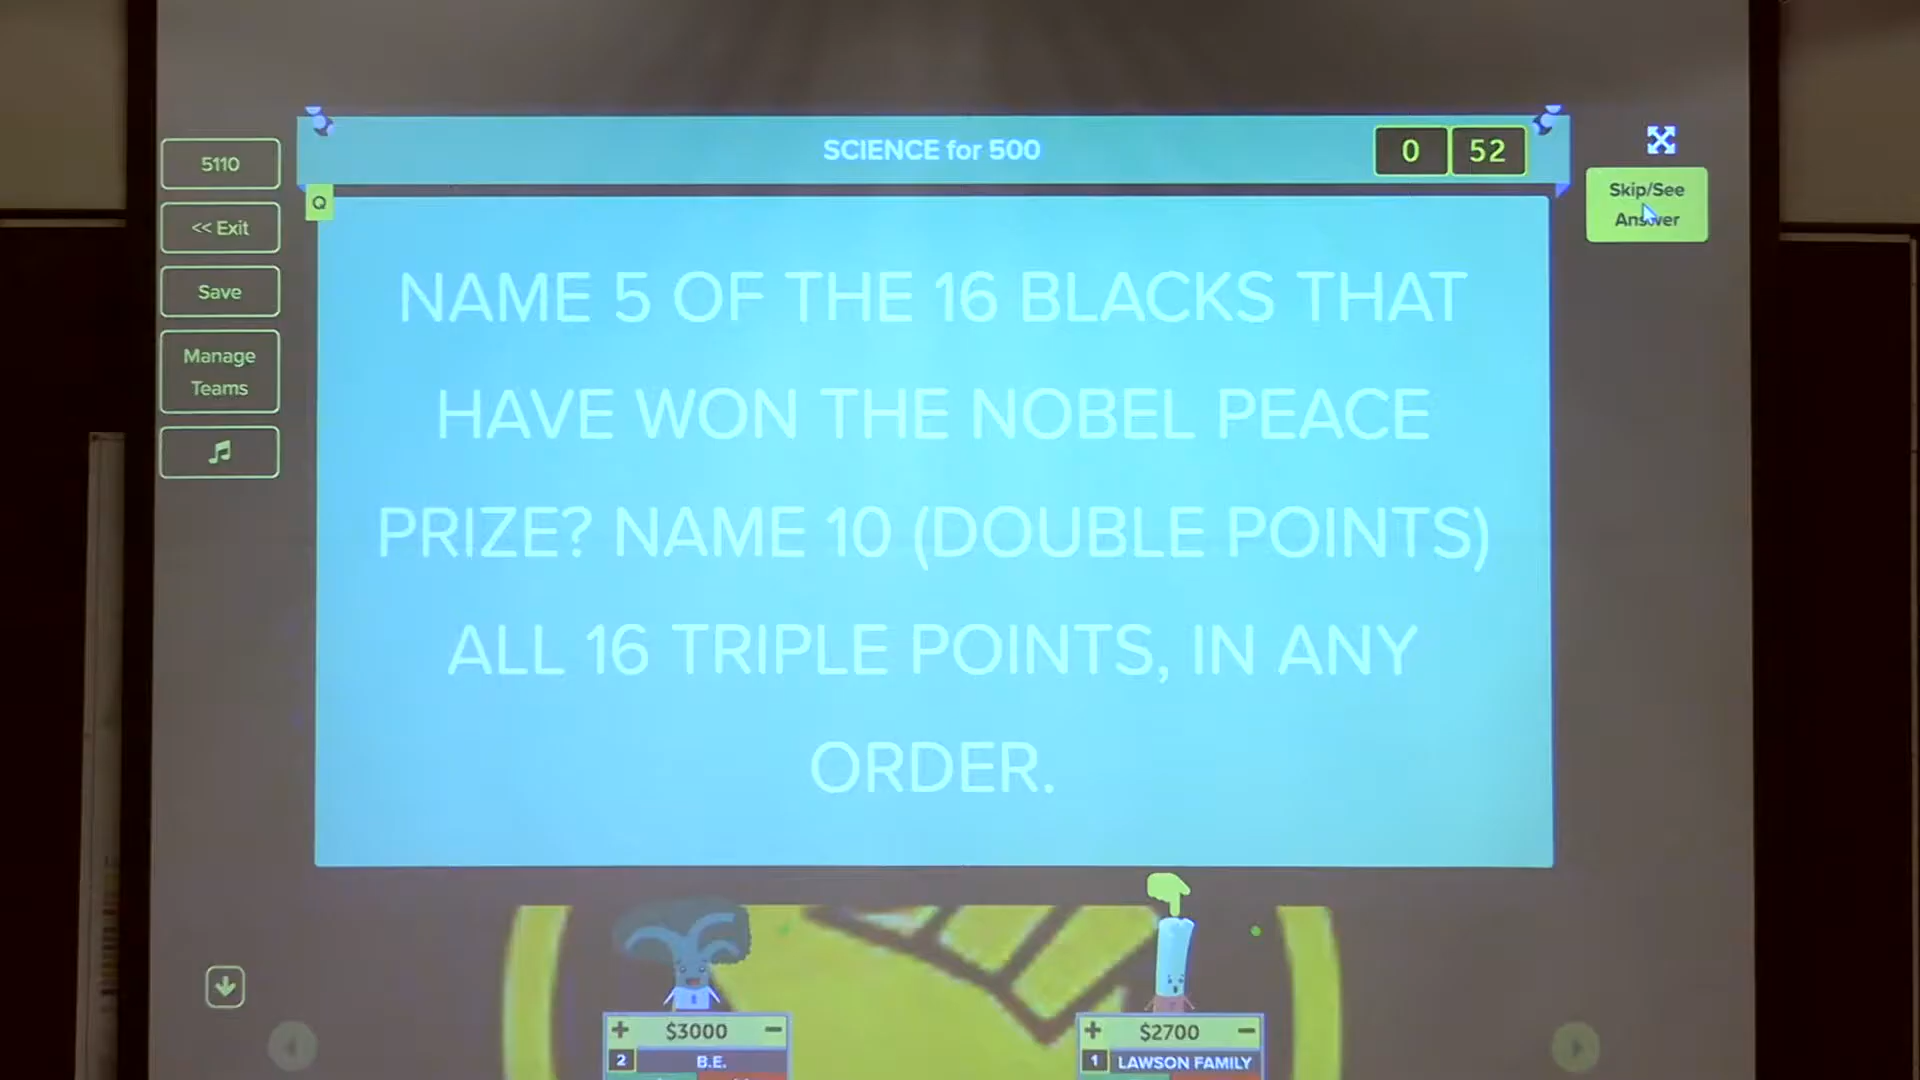 SCIENCE for 500
0 52
5110
<< Exit
Save
Manage
Teams
Skip/See
Answer
Q
NAME 5 OF THE 16 BLACKS THAT
HAVE WON THE NOBEL PEACE
PRIZE? NAME 10 (DOUBLE POINTS)
ALL 16 TRIPLE POINTS, IN ANY
ORDER.
+ $3000 −
2 B.E.
+ $2700 −
1 LAWSON FAMILY